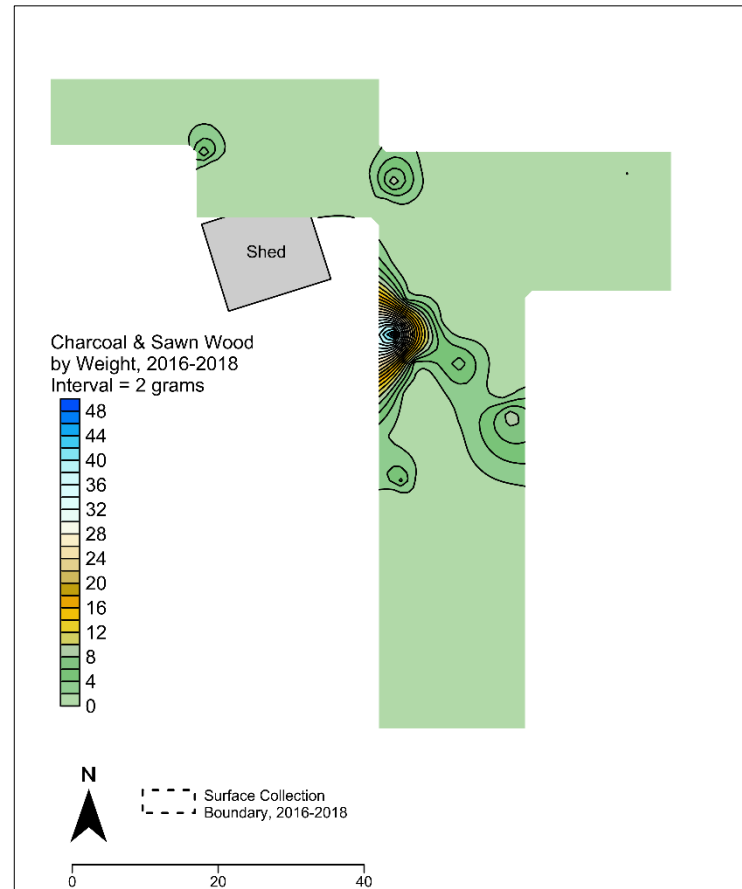 Shed
Charcoal & Sawn Wood
by Weight, 2016-2018
Interval = 2 grams
48
44
40
36
32
28
24
20
16
12
8
4
0
N
Surface Collection
Boundary, 2016-2018
0 20 40